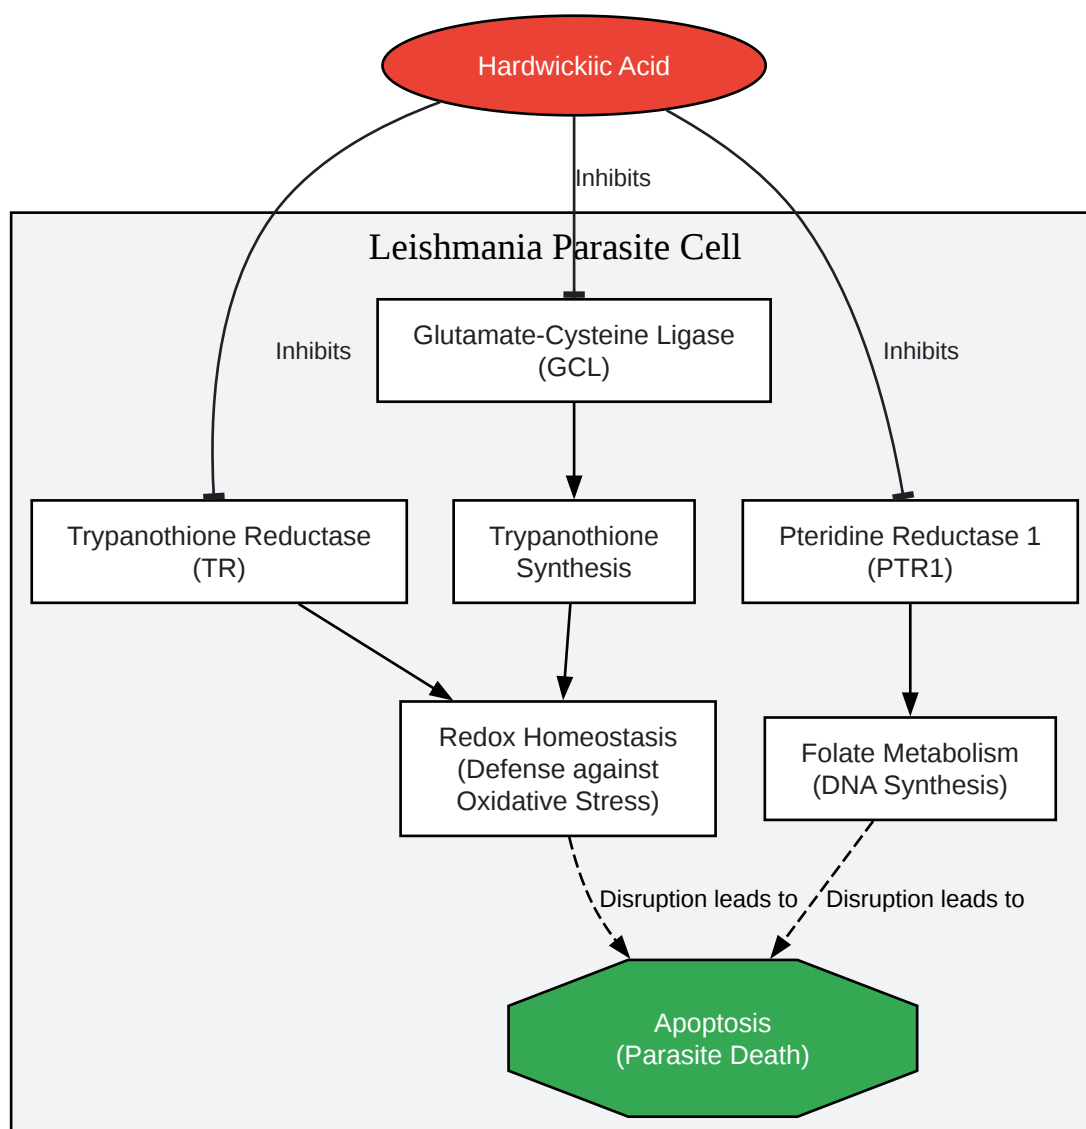 Hardwickiic Acid
Inhibits
Leishmania Parasite Cell
Glutamate-Cysteine Ligase
(GCL)
Inhibits
Inhibits
Trypanothione Reductase
(TR)
Trypanothione
Synthesis
Pteridine Reductase 1
(PTR1)
Redox Homeostasis
(Defense against
Oxidative Stress)
Folate Metabolism
(DNA Synthesis)
Disruption leads to
Disruption leads to
Apoptosis
(Parasite Death)